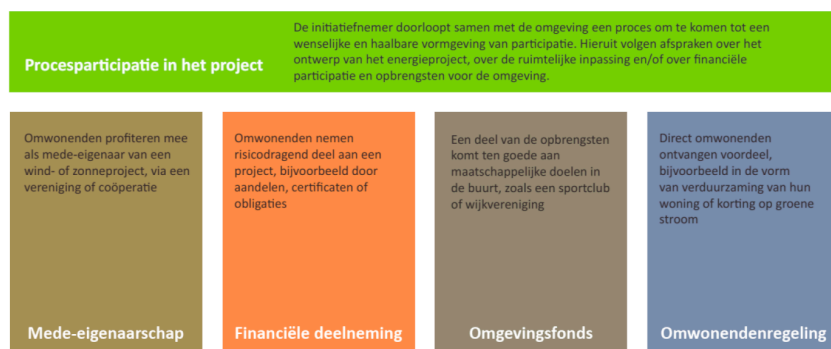 Procesparticipatie in het project
De initiatiefnemer doorloopt samen met de omgeving een proces om te komen tot een
wenselijke en haalbare vormgeving van participatie. Hieruit volgen afspraken over het
ontwerp van het energieproject, over de ruimtelijke inpassing en/of over financiële
participatie en opbrengsten voor de omgeving.
Omwonenden profiteren mee
als mede-eigenaar van een
wind- of zonneproject, via een
vereniging of coöperatie
Mede-eigenaarschap
Omwonenden nemen
risicodragend deel aan een
project, bijvoorbeeld door
aandelen, certificaten of
obligaties
Financiële deelneming
Een deel van de opbrengsten
komt ten goede aan
maatschappelijke doelen in
de buurt, zoals een sportclub
of wijkvereniging
Omgevingsfonds
Direct omwonenden
ontvangen voordeel,
bijvoorbeeld in de vorm
van verduurzaming van hun
woning of korting op groene
stroom
Omwonendenregeling